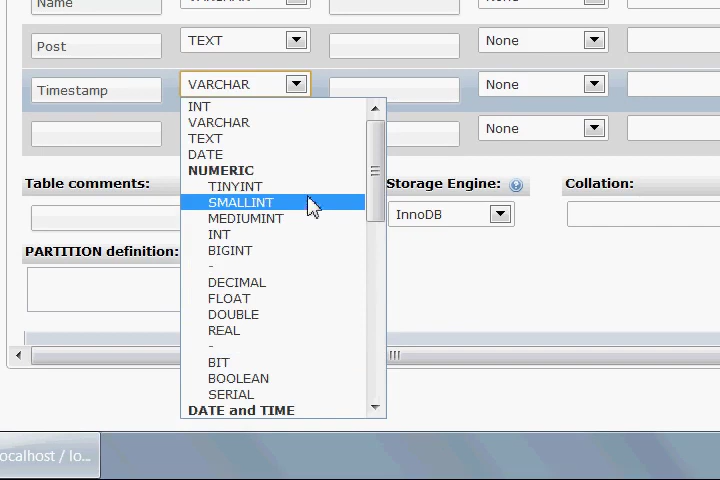 Name
Post
TEXT
None
Timestamp
VARCHAR
None
None
INT
VARCHAR
TEXT
DATE
NUMERIC
TINYINT
SMALLINT
MEDIUMINT
INT
BIGINT
-
DECIMAL
FLOAT
DOUBLE
REAL
-
BIT
BOOLEAN
SERIAL
DATE and TIME
Table comments:
Storage Engine:
Collation:
InnoDB
PARTITION definition:
ocalhost / lo...